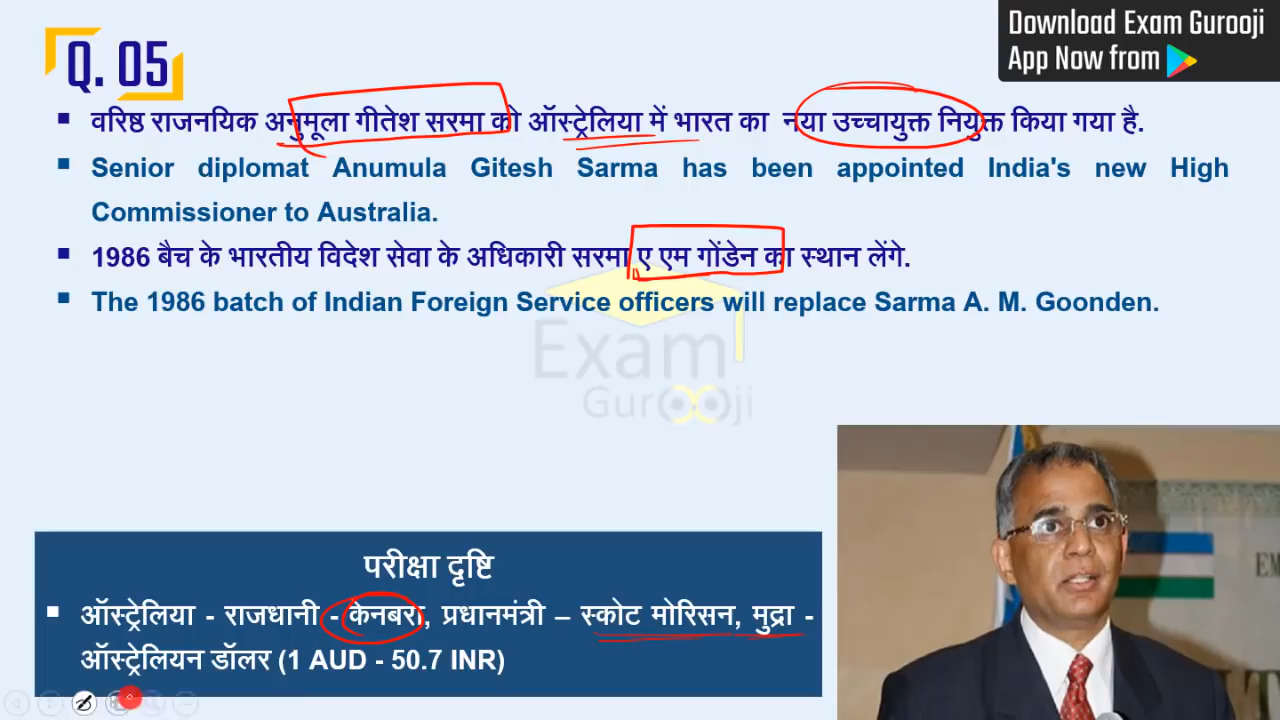 Download Exam Gurooji
App Now from
Q. 05
▪ वरिष्ठ राजनयिक अनुमूला गीतेश सरमा को ऑस्ट्रेलिया में भारत का नया उच्चायुक्त नियुक्त किया गया है.
▪ Senior diplomat Anumula Gitesh Sarma has been appointed India's new High
Commissioner to Australia.
▪ 1986 बैच के भारतीय विदेश सेवा के अधिकारी सरमा ए एम गोंडेन का स्थान लेंगे.
▪ The 1986 batch of Indian Foreign Service officers will replace Sarma A. M. Goonden.
Exam
Gurooji
परीक्षा दृष्टि
▪ ऑस्ट्रेलिया - राजधानी - केनबरा, प्रधानमंत्री – स्कोट मोरिसन, मुद्रा -
ऑस्ट्रेलियन डॉलर (1 AUD - 50.7 INR)